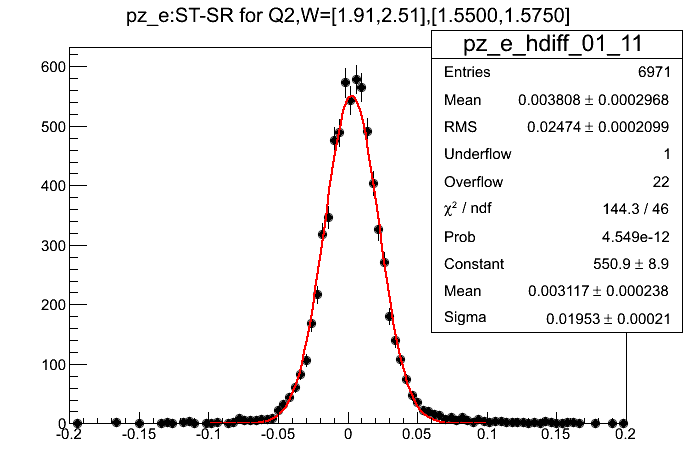 pz_e:ST-SR for Q2,W=[1.91,2.51],[1.5500,1.5750]
pz_e_hdiff_01_11
Entries 6971
Mean 0.003808 ± 0.0002968
RMS 0.02474 ± 0.0002099
Underflow 1
Overflow 22
χ² / ndf 144.3 / 46
Prob 4.549e-12
Constant 550.9 ± 8.9
Mean 0.003117 ± 0.000238
Sigma 0.01953 ± 0.00021
600
500
400
300
200
100
0
-0.2 -0.15 -0.1 -0.05 0 0.05 0.1 0.15 0.2